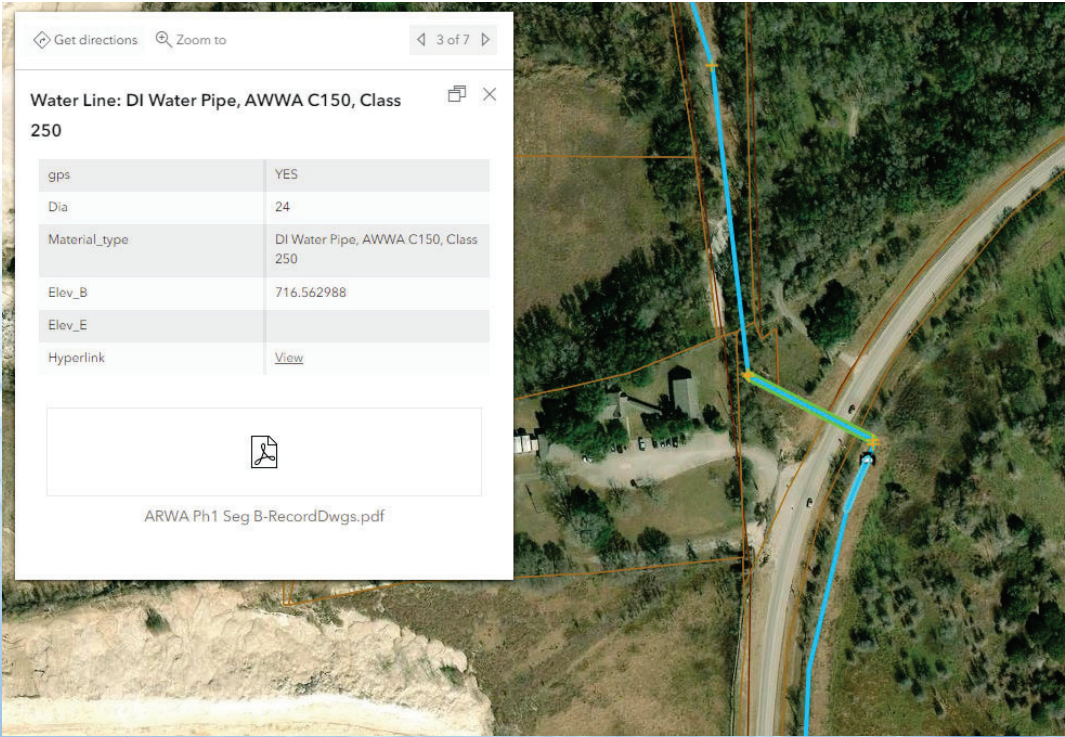 Get directions Zoom to 3 of 7
Water Line: DI Water Pipe, AWWA C150, Class
250
gps YES
Dia 24
Material_type DI Water Pipe, AWWA C150, Class
250
Elev_B 716.562988
Elev_E
Hyperlink View
ARWA Ph1 Seg B-RecordDwgs.pdf